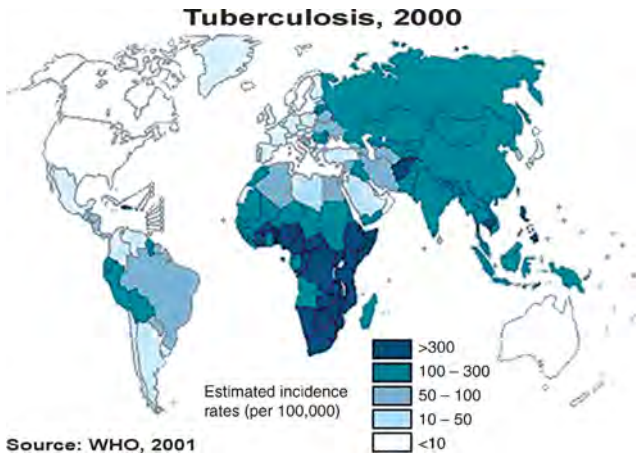 Tuberculosis, 2000
>300
100 – 300
50 – 100
10 – 50
<10
Estimated incidence
rates (per 100,000)
Source: WHO, 2001